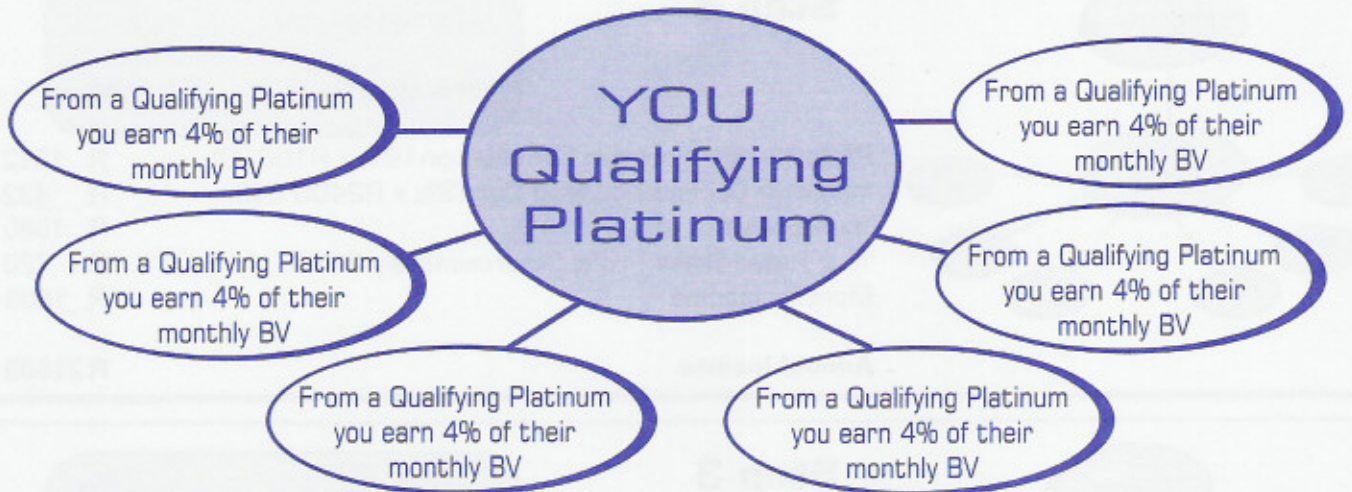 YOU
Qualifying
Platinum
From a Qualifying Platinum
you earn 4% of their
monthly BV
From a Qualifying Platinum
you earn 4% of their
monthly BV
From a Qualifying Platinum
you earn 4% of their
monthly BV
From a Qualifying Platinum
you earn 4% of their
monthly BV
From a Qualifying Platinum
you earn 4% of their
monthly BV
From a Qualifying Platinum
you earn 4% of their
monthly BV